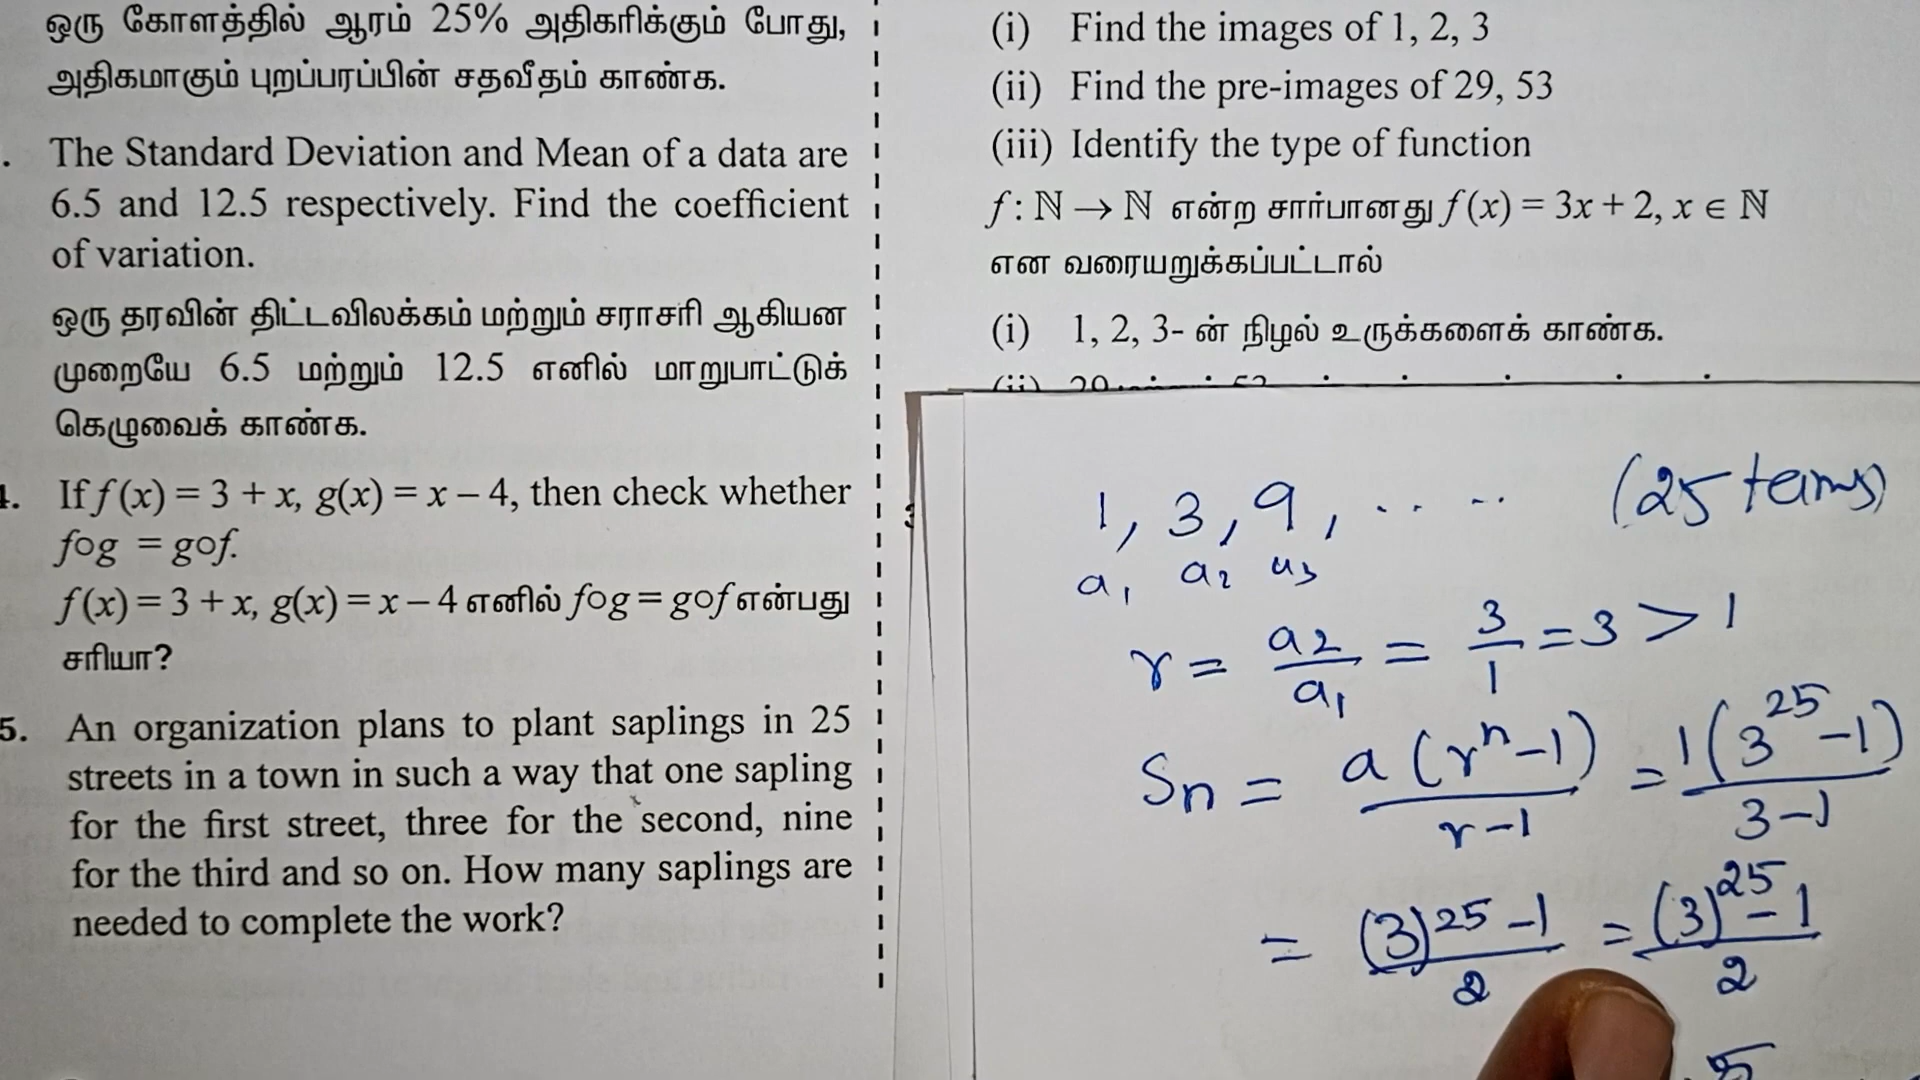 ஒரு கோளத்தில் ஆரம் 25% அதிகரிக்கும் போது,
அதிகமாகும் புறப்பரப்பின் சதவீதம் காண்க.
. The Standard Deviation and Mean of a data are
6.5 and 12.5 respectively. Find the coefficient
of variation.
ஒரு தரவின் திட்டவிலக்கம் மற்றும் சராசரி ஆகியன
முறையே 6.5 மற்றும் 12.5 எனில் மாறுபாட்டுக்
கெழுவைக் காண்க.
4. If f(x) = 3 + x, g(x) = x – 4, then check whether
fog = gof.
f(x) = 3 + x, g(x) = x – 4 எனில் fog = gof என்பது
சரியா?
5. An organization plans to plant saplings in 25
streets in a town in such a way that one sapling
for the first street, three for the second, nine
for the third and so on. How many saplings are
needed to complete the work?
(i) Find the images of 1, 2, 3
(ii) Find the pre-images of 29, 53
(iii) Identify the type of function
f : ℕ → ℕ என்ற சார்பானது f(x) = 3x + 2, x ∈ ℕ
என வரையறுக்கப்பட்டால்
(i) 1, 2, 3- ன் நிழல் உருக்களைக் காண்க.
1, 3, 9, ..... (25 terms)
a₁ a₂ a₃
r = a2/a₁ = 3/1 = 3 > 1
Sn = a(rⁿ-1)/r-1 = 1(3²⁵-1)/3-1
= (3)²⁵-1/2 = (3)²⁵-1/2